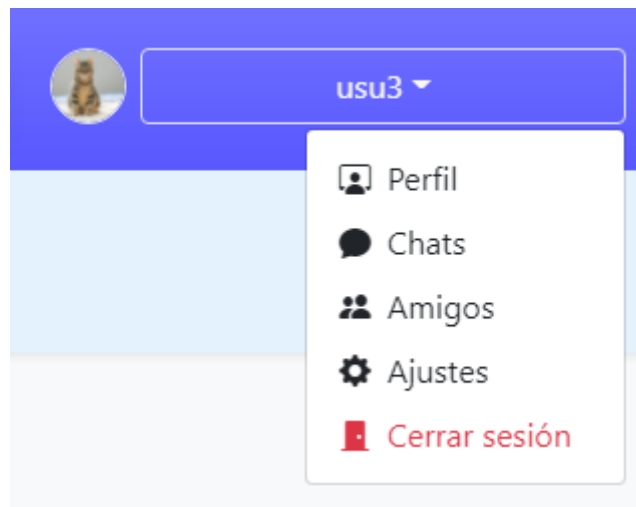 usu3
Perfil
Chats
Amigos
Ajustes
Cerrar sesión